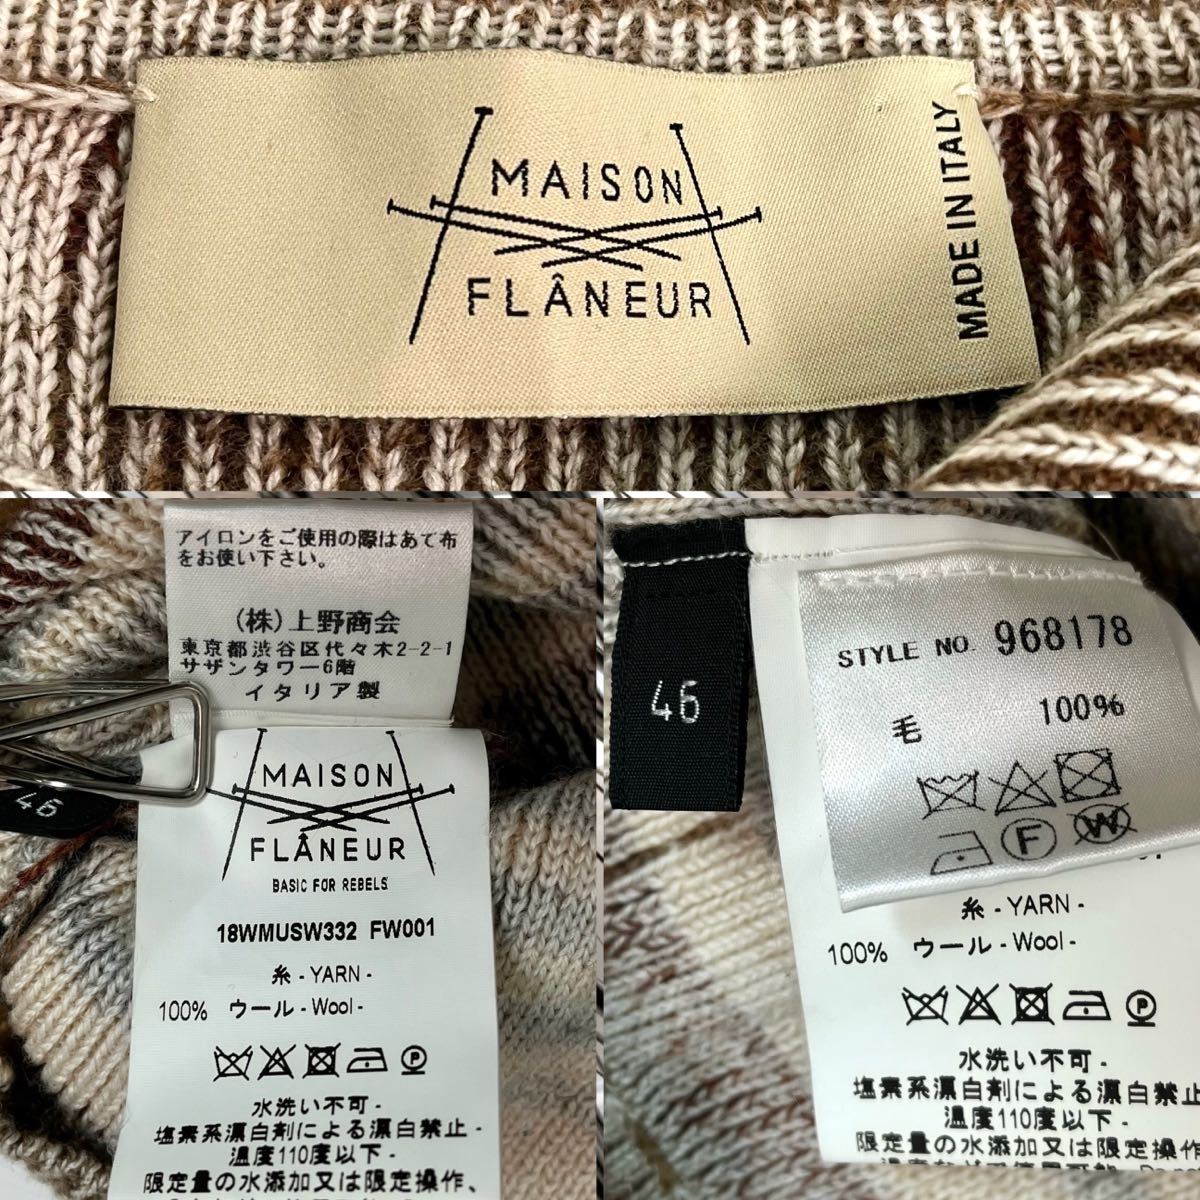 MAISON
FLÂNEUR
MADE IN ITALY
アイロンをご使用の際はあて布
をお使い下さい。
(株)上野商会
東京都渋谷区代々木2-2-1
サザンタワー6階
イタリア製
46
MAISON
FLÂNEUR
BASIC FOR REBELS
18WMUSW332 FW001
糸 - YARN -
100% ウール - Wool -
P
水洗い不可 -
塩素系漂白剤による漂白禁止 -
温度110度以下 -
限定量の水添加又は限定操作、
46
STYLE NO. 968178
毛 100%
F W
糸 - YARN -
100% ウール - Wool -
P
水洗い不可 -
塩素系漂白剤による漂白禁止
温度110度以下 -
限定量の水添加又は限定操作